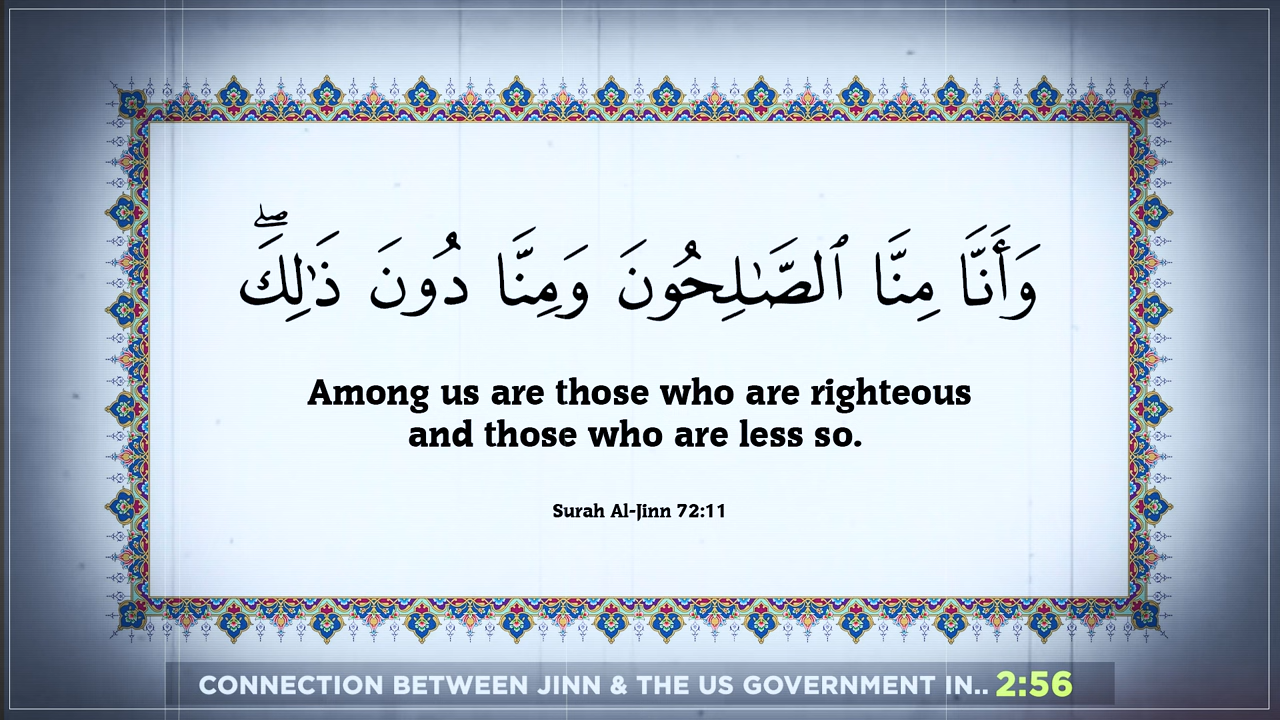 وَأَنَّا مِنَّا ٱلصَّـٰلِحُونَ وَمِنَّا دُونَ ذَٰلِكَ ۖ
Among us are those who are righteous
and those who are less so.
Surah Al-Jinn 72:11
CONNECTION BETWEEN JINN & THE US GOVERNMENT IN.. 2:56